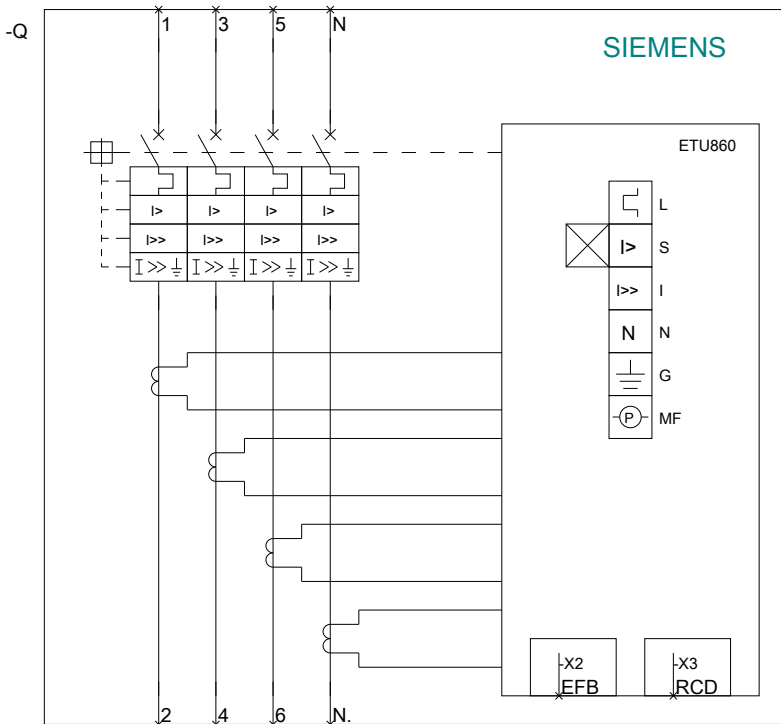 -Q
1 3 5 N
SIEMENS
ETU860
L
I> I> I> I>
I>> I>> I>> I>>
I>> I>> I>> I>>
I> S
I>> I
N N
G
P MF
-X2
EFB
-X3
RCD
2 4 6 N.